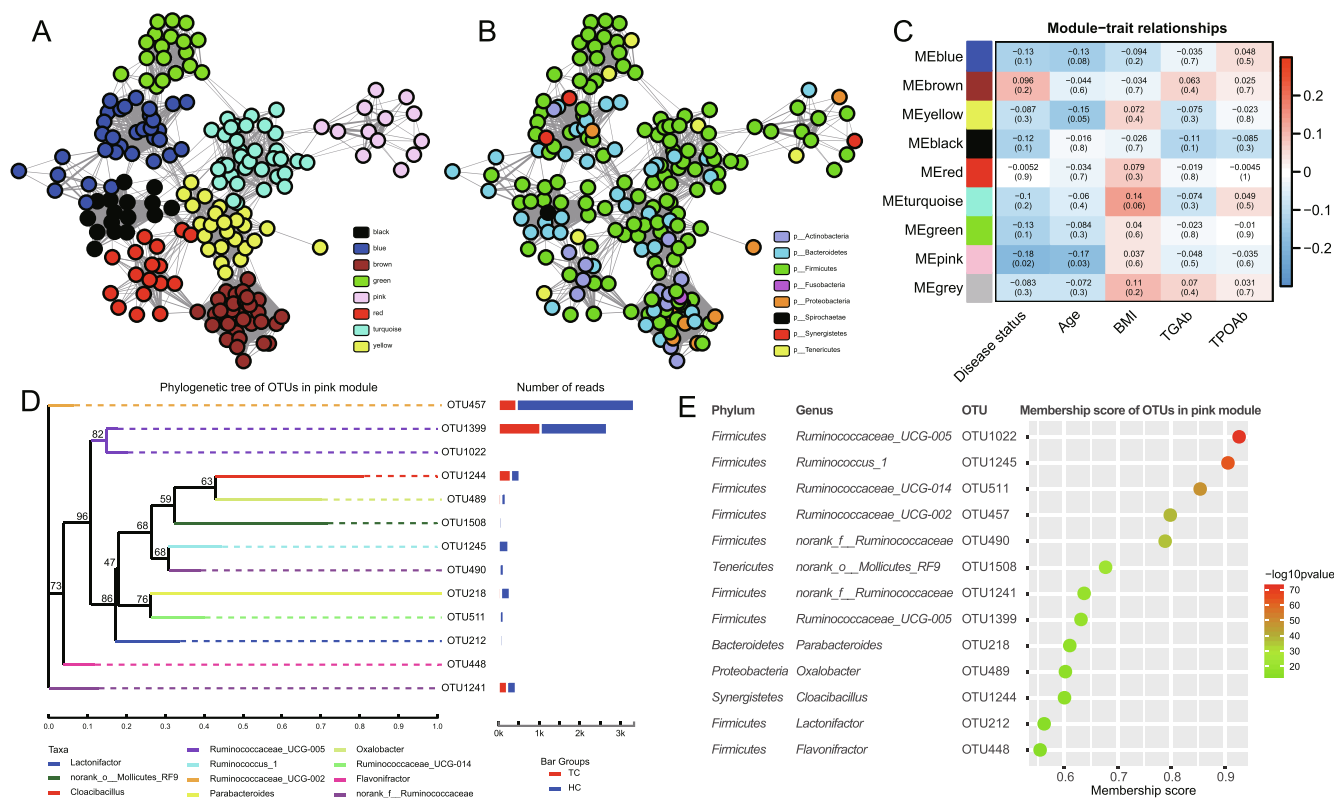 A
black
blue
brown
green
pink
red
turquoise
yellow
B
p__Actinobacteria
p__Bacteroidetes
p__Firmicutes
p__Fusobacteria
p__Proteobacteria
p__Spirochaetae
p__Synergistetes
p__Tenericutes
C
Module−trait relationships
MEblue −0.13 −0.13 −0.094 −0.035 0.048
(0.1) (0.08) (0.2) (0.7) (0.5)
MEbrown 0.096 −0.044 −0.034 0.063 0.025
(0.2) (0.6) (0.7) (0.4) (0.7)
MEyellow −0.087 −0.15 0.072 −0.075 −0.023
(0.3) (0.05) (0.4) (0.3) (0.8)
MEblack −0.12 −0.016 −0.026 −0.11 −0.085
(0.1) (0.8) (0.7) (0.1) (0.3)
MEred −0.0052 −0.034 0.079 −0.019 −0.0045
(0.9) (0.7) (0.3) (0.8) (1)
MEturquoise −0.1 −0.06 0.14 −0.074 0.049
(0.2) (0.4) (0.06) (0.3) (0.5)
MEgreen −0.13 −0.084 0.04 −0.023 −0.01
(0.1) (0.3) (0.6) (0.8) (0.9)
MEpink −0.18 −0.17 0.037 −0.048 −0.035
(0.02) (0.03) (0.6) (0.5) (0.6)
MEgrey −0.083 −0.072 0.11 0.07 0.031
(0.3) (0.3) (0.2) (0.4) (0.7)
Disease status Age BMI TGAb TPOAb
0.2
0.1
0
−0.1
−0.2
D
Phylogenetic tree of OTUs in pink module Number of reads
OTU457
OTU1399
82
OTU1022
OTU1244
63
OTU489
59
OTU1508
96
68
OTU1245
68
OTU490
47
OTU218
73
86
76
OTU511
OTU212
OTU448
OTU1241
0.0 0.1 0.2 0.3 0.4 0.5 0.6 0.7 0.8 0.9 1.0
0 1k 2k 3k
Taxa
Lactonifactor
norank_o__Mollicutes_RF9
Cloacibacillus
Ruminococcaceae_UCG-005
Ruminococcus_1
Ruminococcaceae_UCG-002
Parabacteroides
Oxalobacter
Ruminococcaceae_UCG-014
Flavonifractor
norank_f__Ruminococcaceae
Bar Groups
TC
HC
E
Phylum Genus OTU Membership score of OTUs in pink module
Firmicutes Ruminococcaceae_UCG-005 OTU1022
Firmicutes Ruminococcus_1 OTU1245
Firmicutes Ruminococcaceae_UCG-014 OTU511
Firmicutes Ruminococcaceae_UCG-002 OTU457
Firmicutes norank_f__Ruminococcaceae OTU490
Tenericutes norank_o__Mollicutes_RF9 OTU1508
Firmicutes norank_f__Ruminococcaceae OTU1241
Firmicutes Ruminococcaceae_UCG-005 OTU1399
Bacteroidetes Parabacteroides OTU218
Proteobacteria Oxalobacter OTU489
Synergistetes Cloacibacillus OTU1244
Firmicutes Lactonifactor OTU212
Firmicutes Flavonifractor OTU448
0.6 0.7 0.8 0.9
Membership score
−log10pvalue
70
60
50
40
30
20